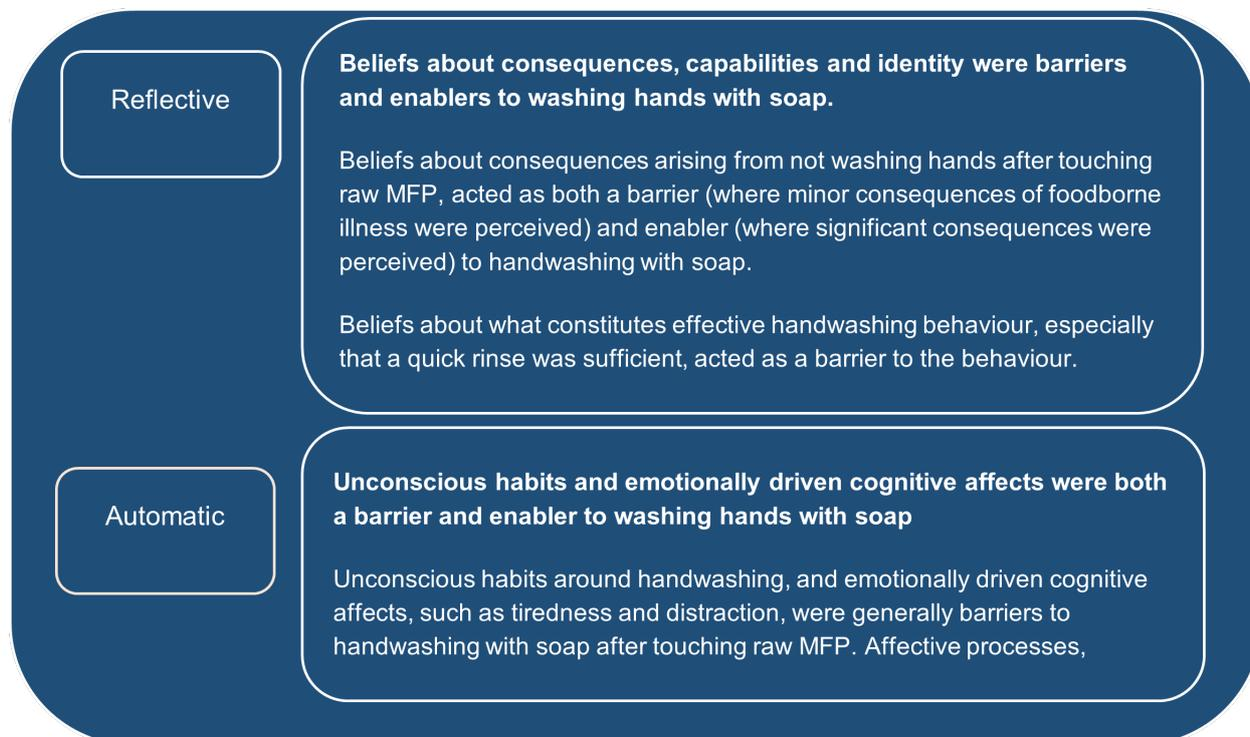 Reflective
Beliefs about consequences, capabilities and identity were barriers
and enablers to washing hands with soap.
Beliefs about consequences arising from not washing hands after touching
raw MFP, acted as both a barrier (where minor consequences of foodborne
illness were perceived) and enabler (where significant consequences were
perceived) to handwashing with soap.
Beliefs about what constitutes effective handwashing behaviour, especially
that a quick rinse was sufficient, acted as a barrier to the behaviour.
Automatic
Unconscious habits and emotionally driven cognitive affects were both
a barrier and enabler to washing hands with soap
Unconscious habits around handwashing, and emotionally driven cognitive
affects, such as tiredness and distraction, were generally barriers to
handwashing with soap after touching raw MFP. Affective processes,